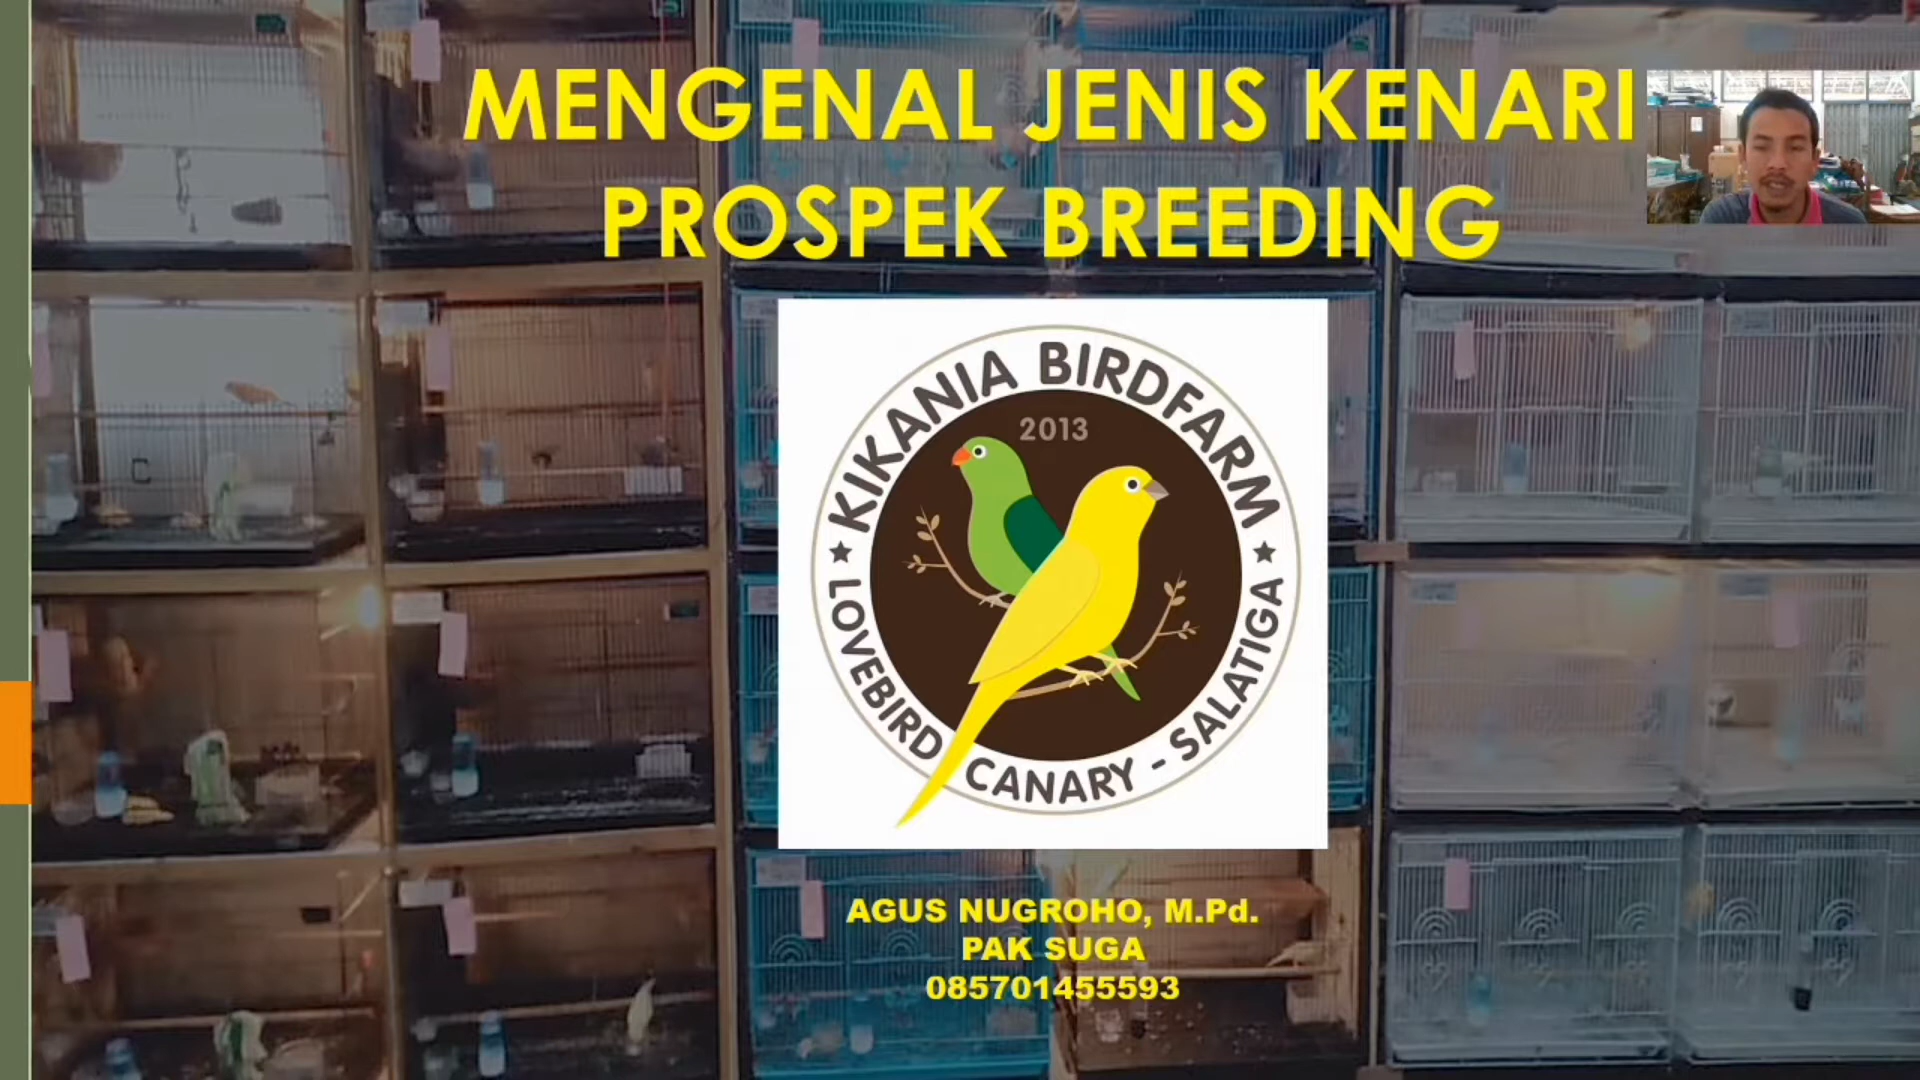 MENGENAL JENIS KENARI
PROSPEK BREEDING
KIKANIA BIRDFARM
2013
LOVEBIRD CANARY - SALATIGA
AGUS NUGROHO, M.Pd.
PAK SUGA
085701455593